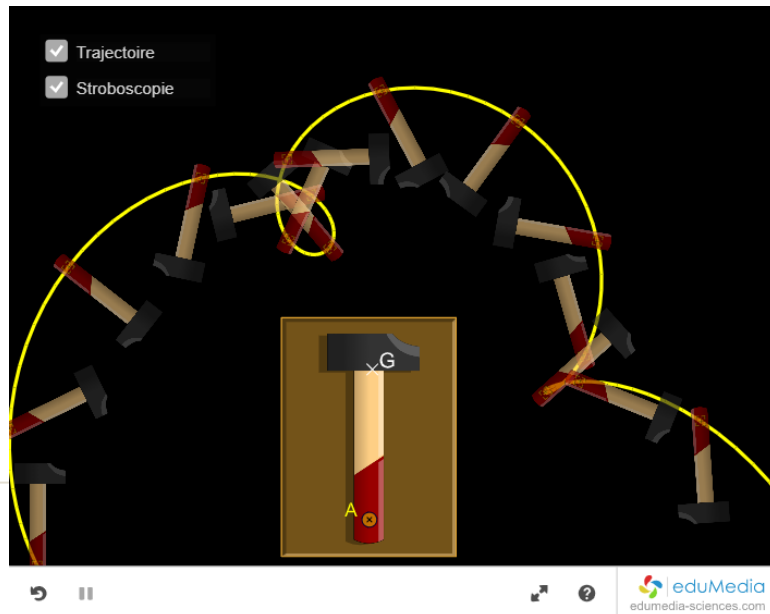 Trajectoire
Stroboscopie
G
A
eduMedia
edumedia-sciences.com